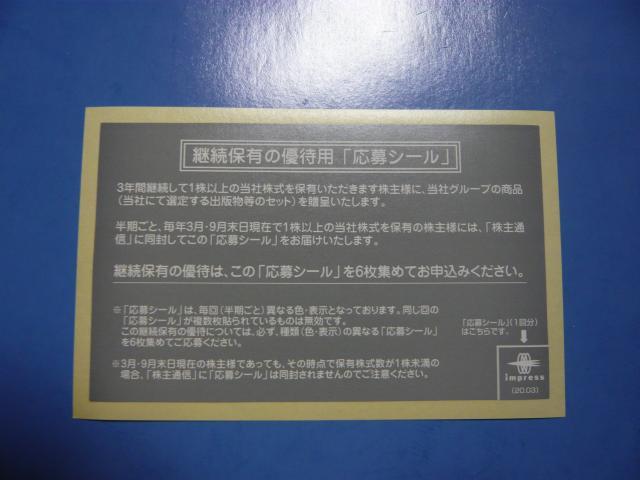 継続保有の優待用「応募シール」
3年間継続して1株以上の当社株式を保有いただきます株主様に、当社グループの商品
(当社にて選定する出版物等のセット)を贈呈いたします。
半期ごと、毎年3月・9月末日現在で1株以上の当社株式を保有の株主様には、「株主通
信」に同封してこの「応募シール」をお届けいたします。
継続保有の優待は、この「応募シール」を6枚集めてお申込みください。
※「応募シール」は、毎回(半期ごと)異なる色・表示となっております。同じ回の
「応募シール」が複数枚貼られているものは無効です。
この継続保有の優待については、必ず、種類(色・表示)の異なる「応募シール」
を6枚集めてご応募ください。
※3月・9月末日現在の株主様であっても、その時点で保有株式数が1株未満の
場合、「株主通信」に「応募シール」は同封されませんのでご注意ください。
「応募シール」(1回分)
はこちらです。
impress
(20.03)